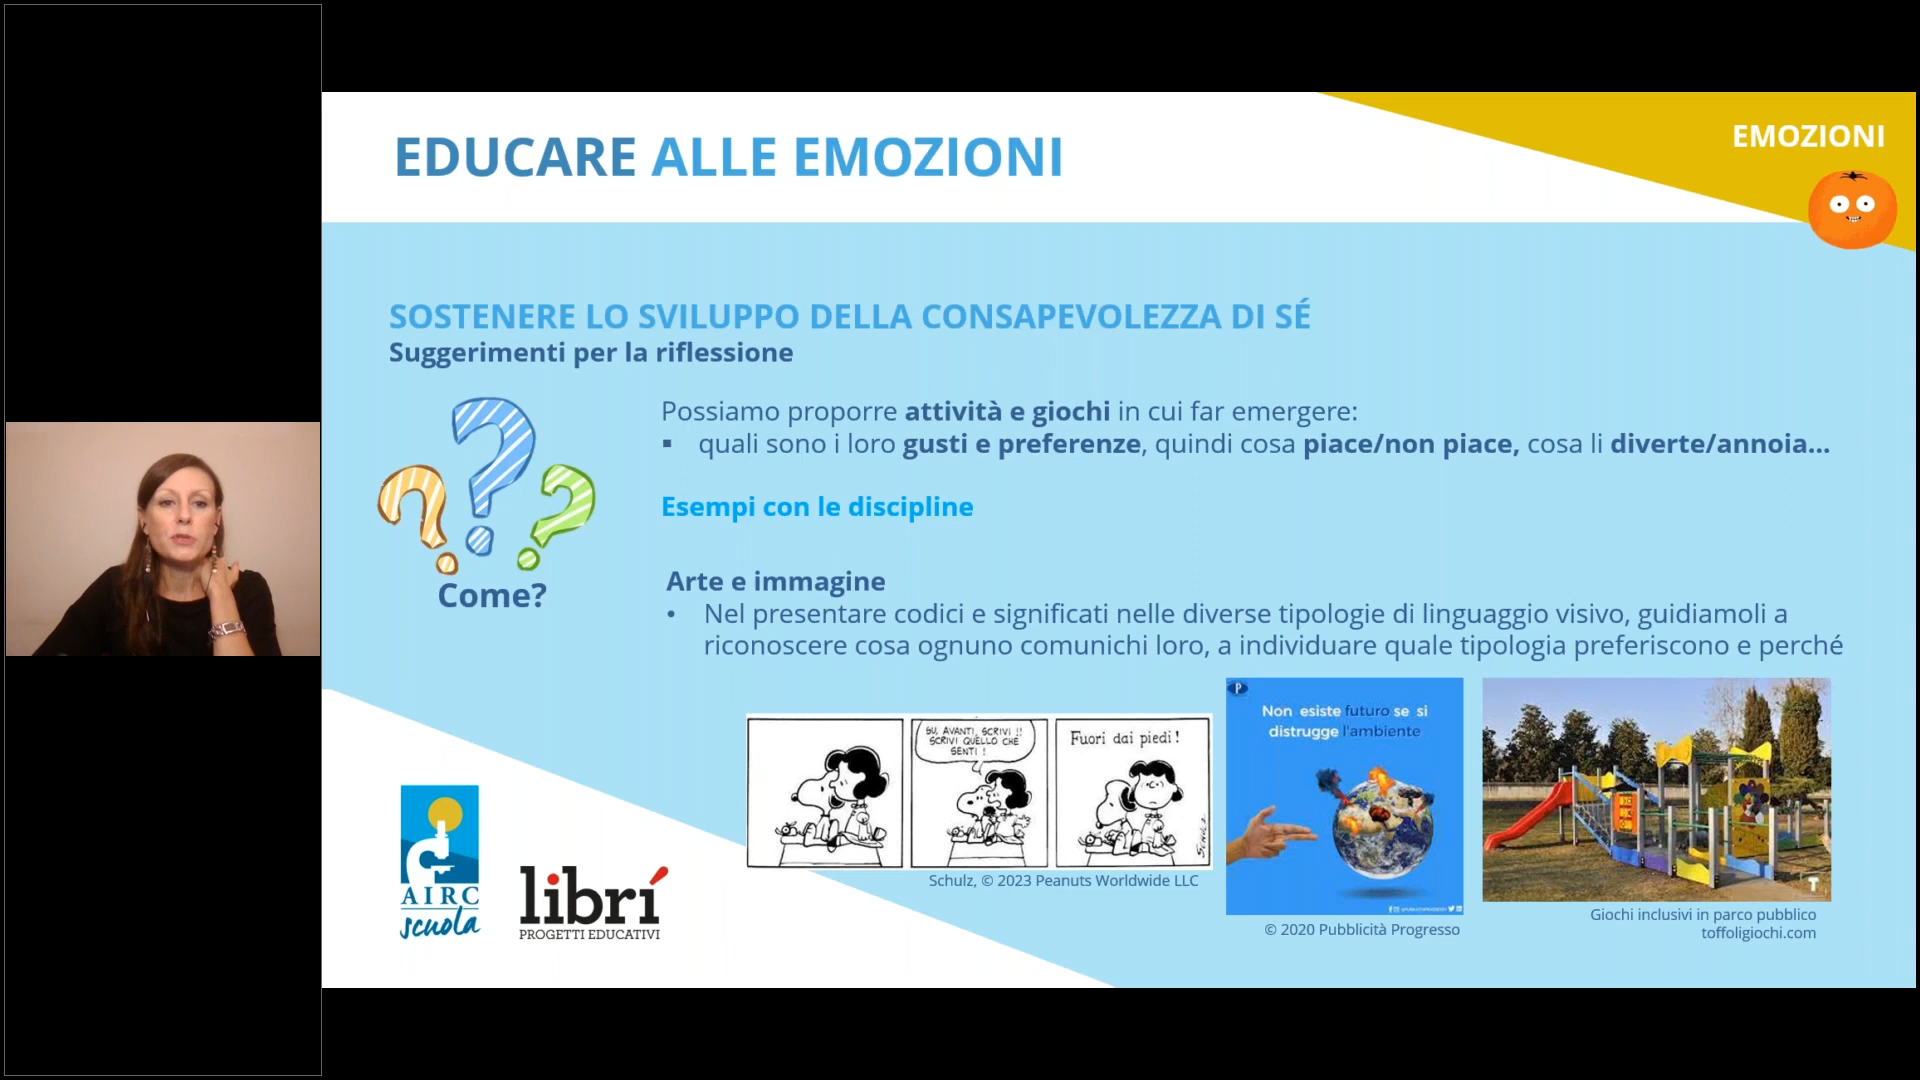 EDUCARE ALLE EMOZIONI
EMOZIONI
SOSTENERE LO SVILUPPO DELLA CONSAPEVOLEZZA DI SÉ
Suggerimenti per la riflessione
Possiamo proporre attività e giochi in cui far emergere:
▪ quali sono i loro gusti e preferenze, quindi cosa piace/non piace, cosa li diverte/annoia...
Esempi con le discipline
Come?
Arte e immagine
• Nel presentare codici e significati nelle diverse tipologie di linguaggio visivo, guidiamoli a
riconoscere cosa ognuno comunichi loro, a individuare quale tipologia preferiscono e perché
SU, AVANTI, SCRIVI !!
SCRIVI QUELLO CHE
SENTI !
Fuori dai piedi!
SCHULZ
Schulz, © 2023 Peanuts Worldwide LLC
P
Non esiste futuro se si
distrugge l'ambiente
© 2020 Pubblicità Progresso
T
Giochi inclusivi in parco pubblico
toffoligiochi.com
AIRC
scuola
librí
PROGETTI EDUCATIVI